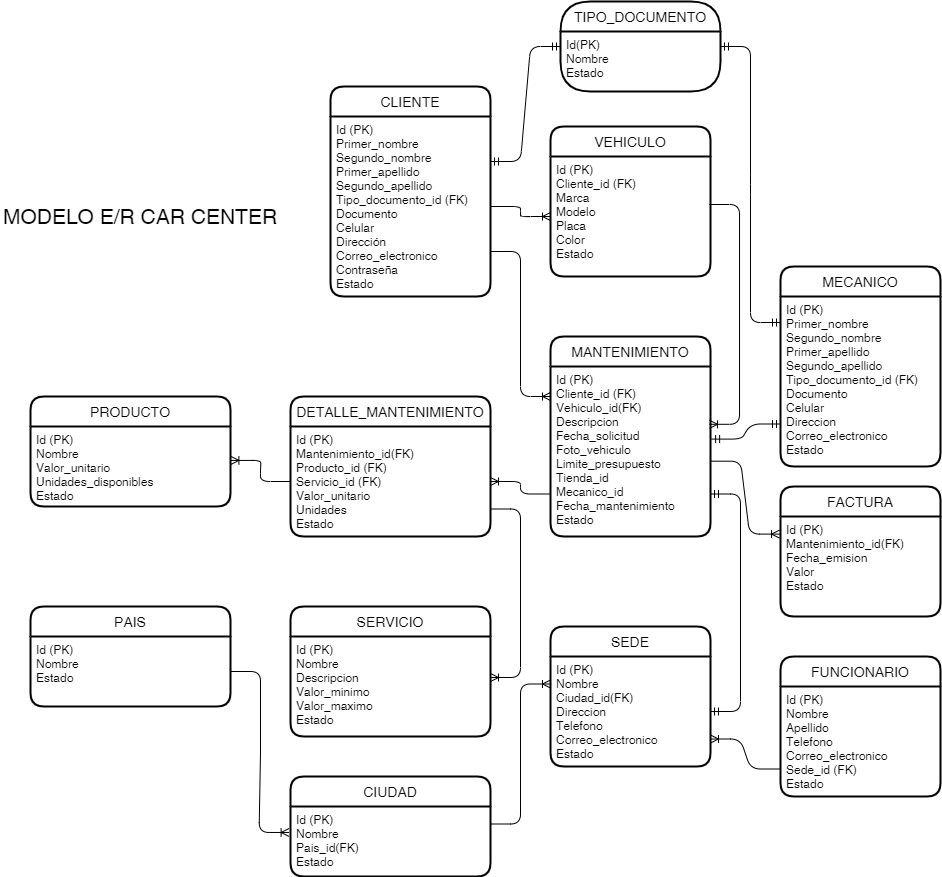 TIPO_DOCUMENTO
Id(PK)
Nombre
Estado
CLIENTE
Id (PK)
Primer_nombre
Segundo_nombre
Primer_apellido
Segundo_apellido
Tipo_documento_id (FK)
Documento
Celular
Dirección
Correo_electronico
Contraseña
Estado
VEHICULO
Id (PK)
Cliente_id (FK)
Marca
Modelo
Placa
Color
Estado
MODELO E/R CAR CENTER
MECANICO
Id (PK)
Primer_nombre
Segundo_nombre
Primer_apellido
Segundo_apellido
Tipo_documento_id (FK)
Documento
Celular
Direccion
Correo_electronico
Estado
MANTENIMIENTO
Id (PK)
Cliente_id (FK)
Vehiculo_id(FK)
Descripcion
Fecha_solicitud
Foto_vehiculo
Limite_presupuesto
Tienda_id
Mecanico_id
Fecha_mantenimiento
Estado
PRODUCTO
Id (PK)
Nombre
Valor_unitario
Unidades_disponibles
Estado
DETALLE_MANTENIMIENTO
Id (PK)
Mantenimiento_id(FK)
Producto_id (FK)
Servicio_id (FK)
Valor_unitario
Unidades
Estado
FACTURA
Id (PK)
Mantenimiento_id(FK)
Fecha_emision
Valor
Estado
PAIS
Id (PK)
Nombre
Estado
SERVICIO
Id (PK)
Nombre
Descripcion
Valor_minimo
Valor_maximo
Estado
SEDE
Id (PK)
Nombre
Ciudad_id(FK)
Direccion
Telefono
Correo_electronico
Estado
FUNCIONARIO
Id (PK)
Nombre
Apellido
Telefono
Correo_electronico
Sede_id (FK)
Estado
CIUDAD
Id (PK)
Nombre
Pais_id(FK)
Estado